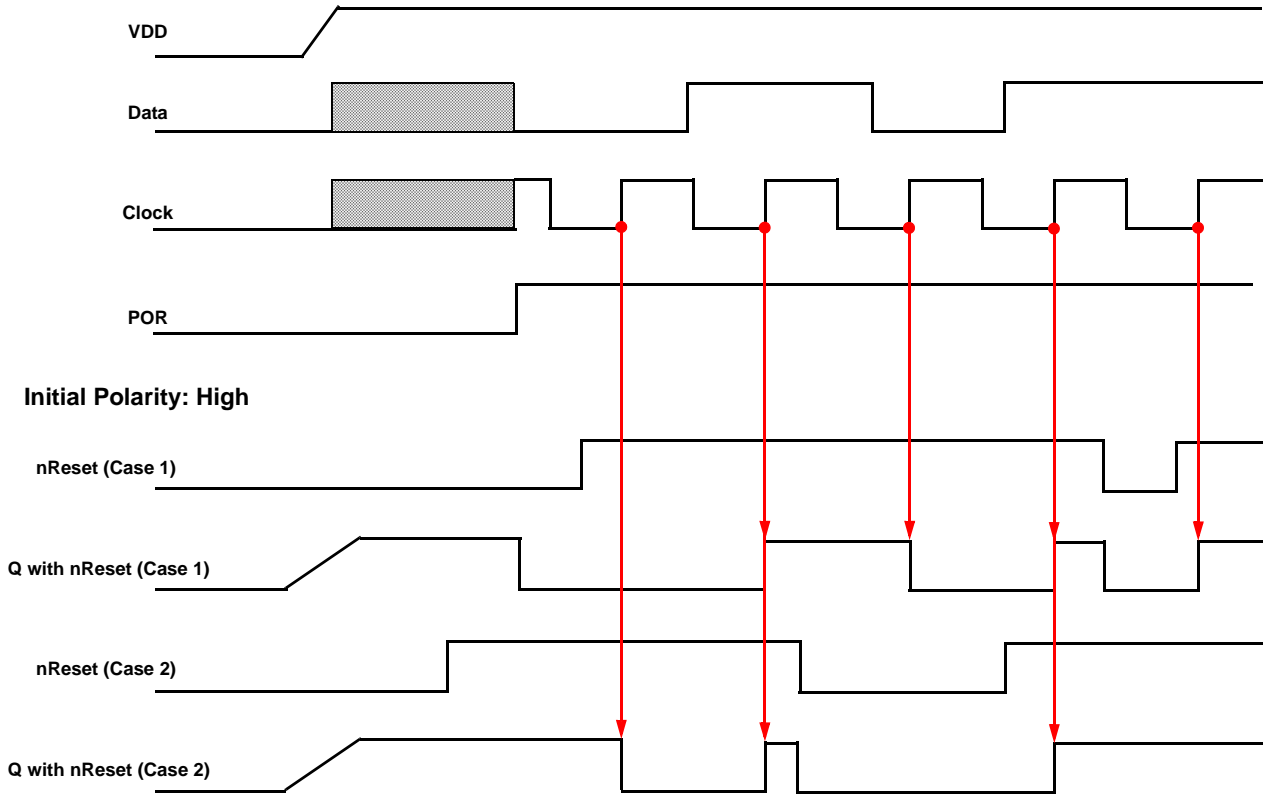 VDD
Data
Clock
POR
Initial Polarity: High
nReset (Case 1)
Q with nReset (Case 1)
nReset (Case 2)
Q with nReset (Case 2)